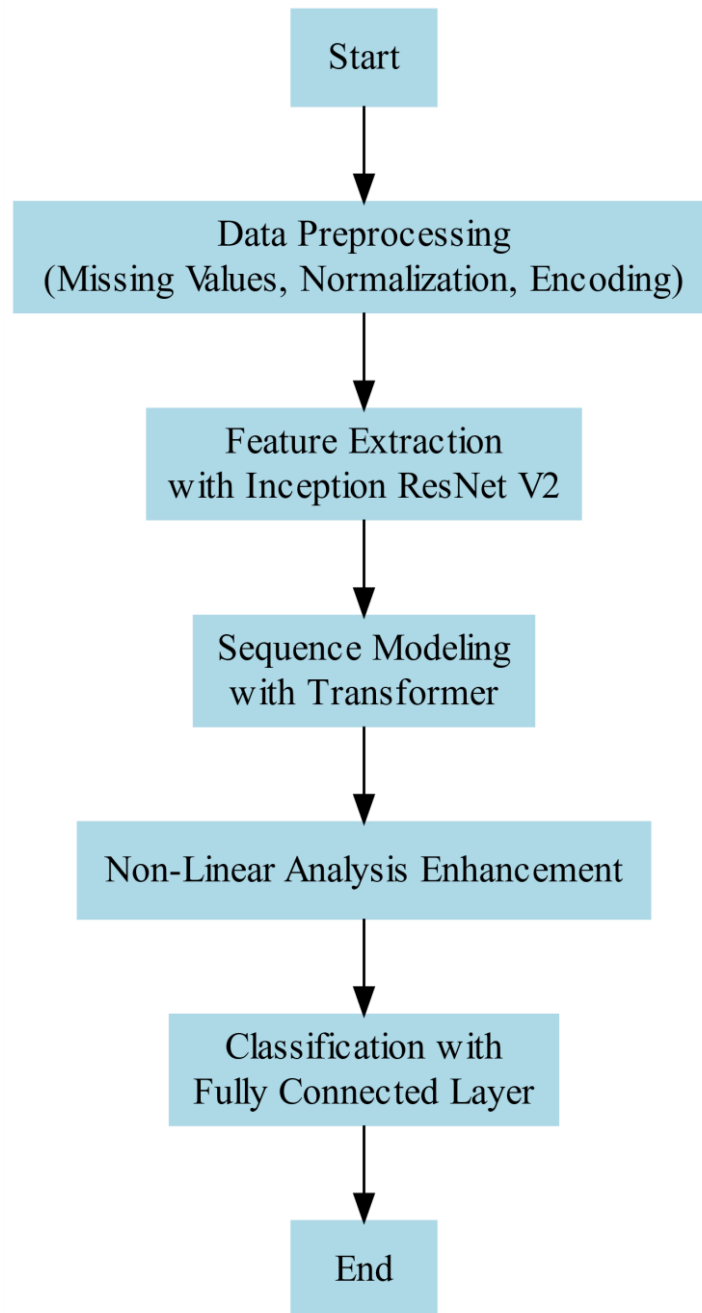 Start
Data Preprocessing
(Missing Values, Normalization, Encoding)
Feature Extraction
with Inception ResNet V2
Sequence Modeling
with Transformer
Non-Linear Analysis Enhancement
Classification with
Fully Connected Layer
End